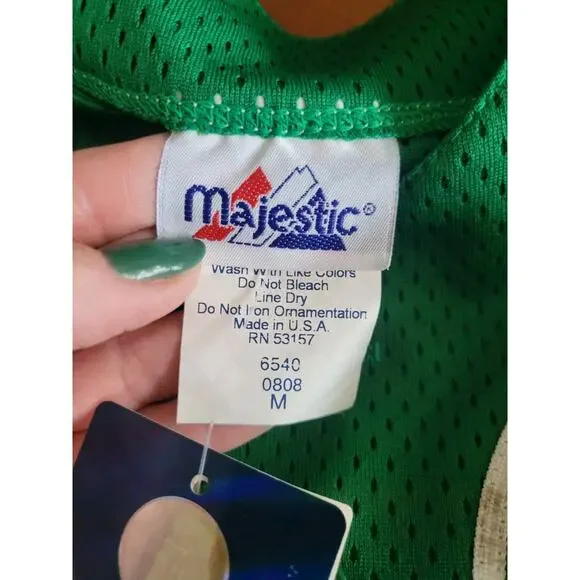 majestic®
Wash With Like Colors
Do Not Bleach
Line Dry
Do Not Iron Ornamentation
Made in U.S.A.
RN 53157
6540
0808
M